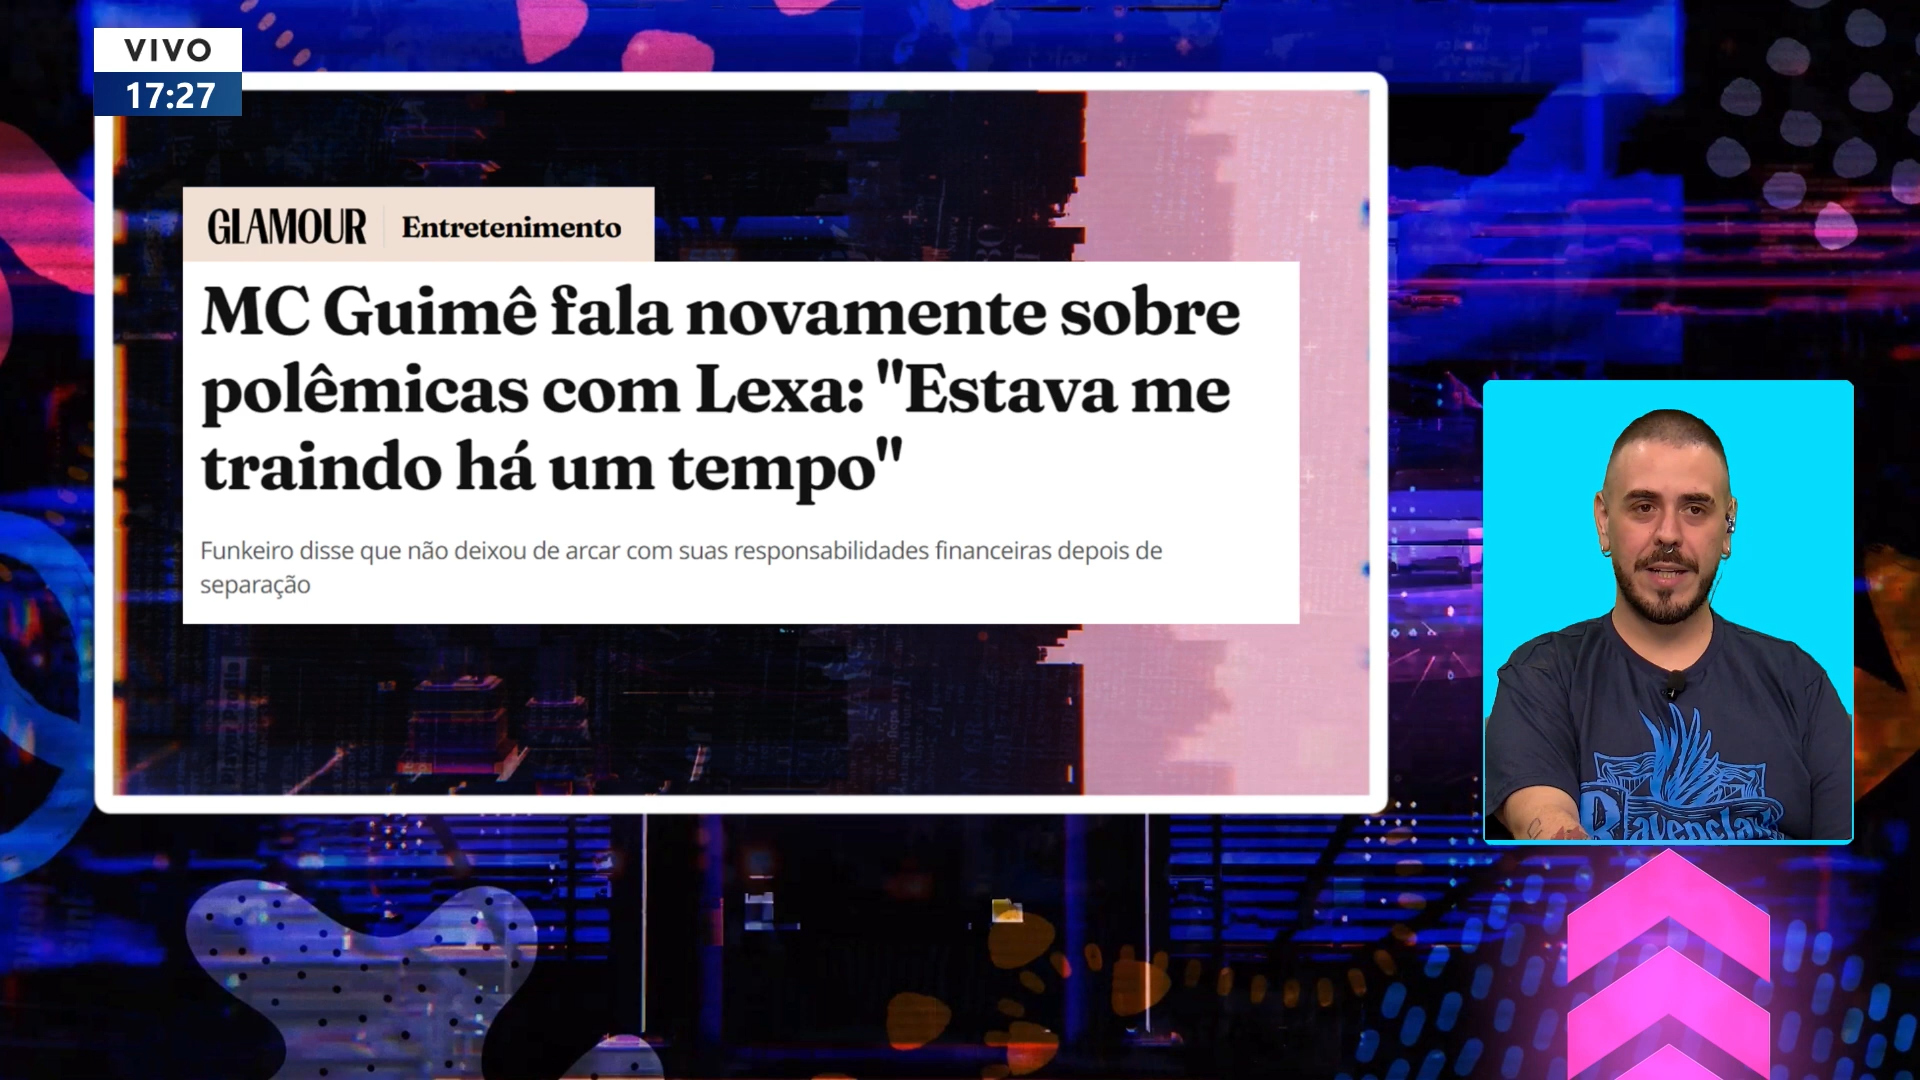 VIVO
17:27
GLAMOUR Entretenimento
MC Guimê fala novamente sobre
polêmicas com Lexa: "Estava me
traindo há um tempo"
Funkeiro disse que não deixou de arcar com suas responsabilidades financeiras depois de
separação
Ravenclaw